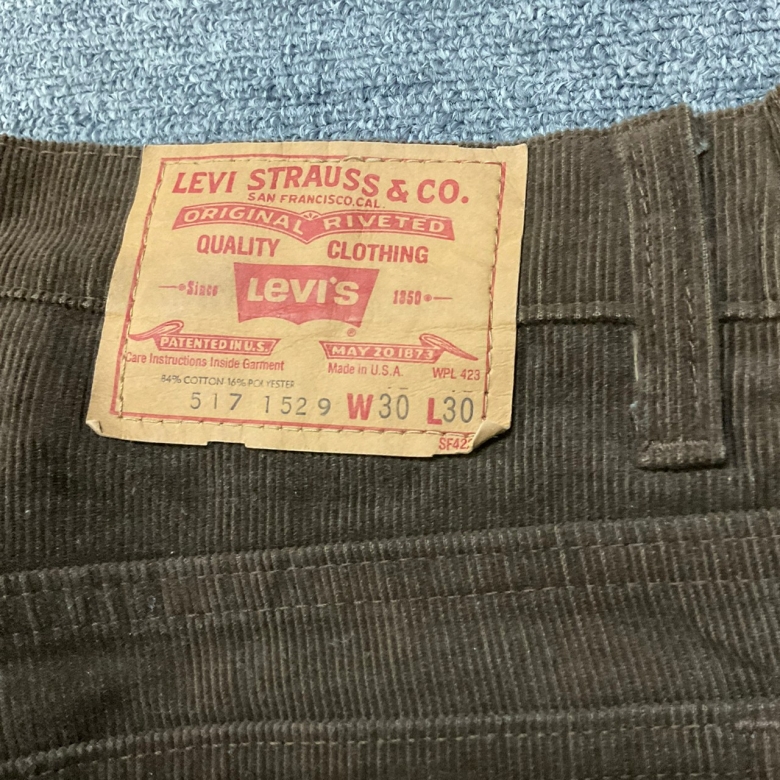 LEVI STRAUSS & CO.
SAN FRANCISCO, CAL.
ORIGINAL RIVETED
QUALITY CLOTHING
Since Levi's 1850
®
PATENTED IN U.S. MAY 20 1873
Care Instructions Inside Garment Made in U.S.A. WPL 423
84% COTTON 16% POLYESTER
517 1529 W30 L30